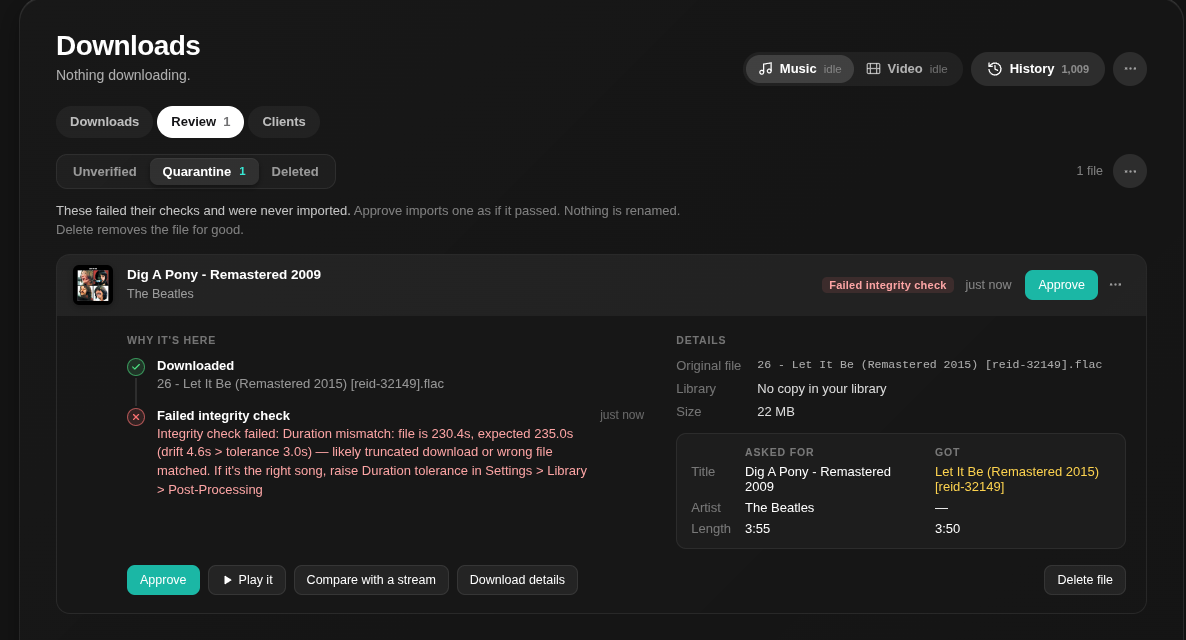 Downloads
Nothing downloading.
Music idle
Video idle
History 1,009
Downloads
Review 1
Clients
Unverified
Quarantine 1
Deleted
1 file
These failed their checks and were never imported. Approve imports one as if it passed. Nothing is renamed.
Delete removes the file for good.
Dig A Pony - Remastered 2009
The Beatles
Failed integrity check
just now
Approve
WHY IT'S HERE
Downloaded
26 - Let It Be (Remastered 2015) [reid-32149].flac
Failed integrity check
just now
Integrity check failed: Duration mismatch: file is 230.4s, expected 235.0s
(drift 4.6s > tolerance 3.0s) — likely truncated download or wrong file
matched. If it's the right song, raise Duration tolerance in Settings > Library
> Post-Processing
DETAILS
Original file 26 - Let It Be (Remastered 2015) [reid-32149].flac
Library No copy in your library
Size 22 MB
ASKED FOR GOT
Title Dig A Pony - Remastered 2009 Let It Be (Remastered 2015) [reid-32149]
Artist The Beatles —
Length 3:55 3:50
Approve
Play it
Compare with a stream
Download details
Delete file